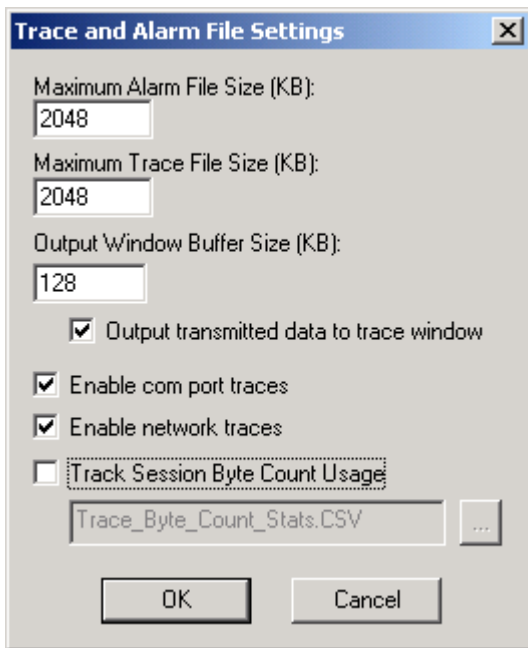 Trace and Alarm File Settings
Maximum Alarm File Size (KB):
2048
Maximum Trace File Size (KB):
2048
Output Window Buffer Size (KB):
128
Output transmitted data to trace window
Enable com port traces
Enable network traces
Track Session Byte Count Usage
Trace_Byte_Count_Stats.CSV ...
OK Cancel